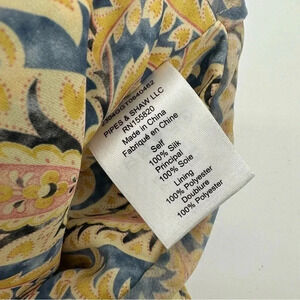 PIPES & SHAW LLC
RN155820
Made in China
Fabriqué en Chine
Self
100% Silk
Principal
100% Soie
Lining
100% Polyester
Doublure
100% Polyester